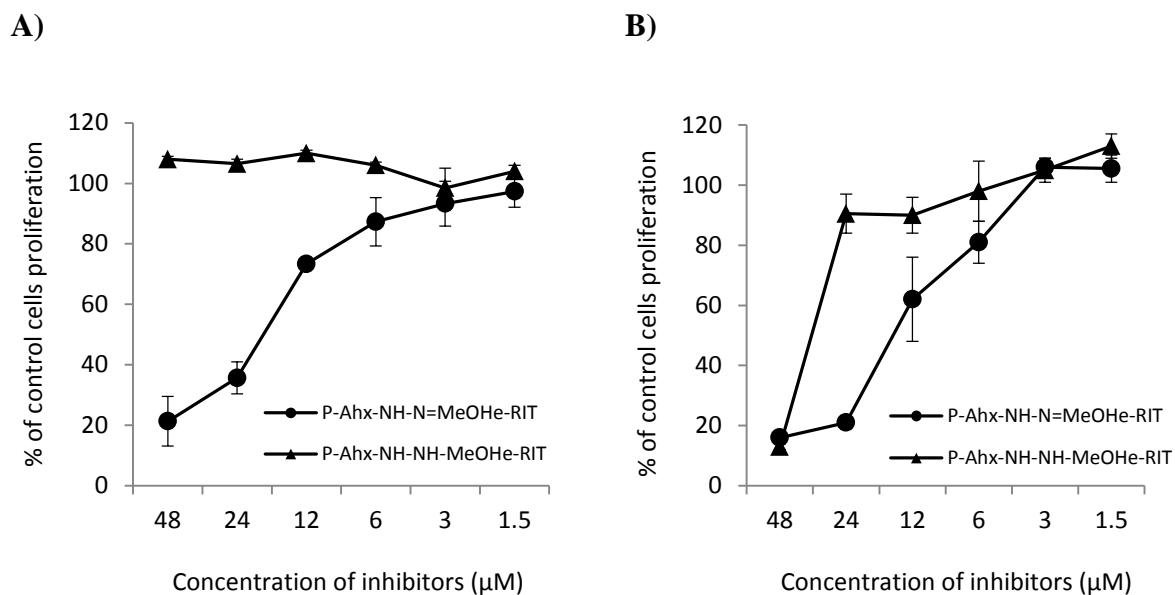 A)
120
100
80
60
40
20
0
% of control cells proliferation
P-Ahx-NH-N=MeOHe-RIT
P-Ahx-NH-NH-MeOHe-RIT
48 24 12 6 3 1.5
Concentration of inhibitors (µM)
B)
120
100
80
60
40
20
0
% of control cells proliferation
P-Ahx-NH-N=MeOHe-RIT
P-Ahx-NH-NH-MeOHe-RIT
48 24 12 6 3 1.5
Concentration of inhibitors (µM)